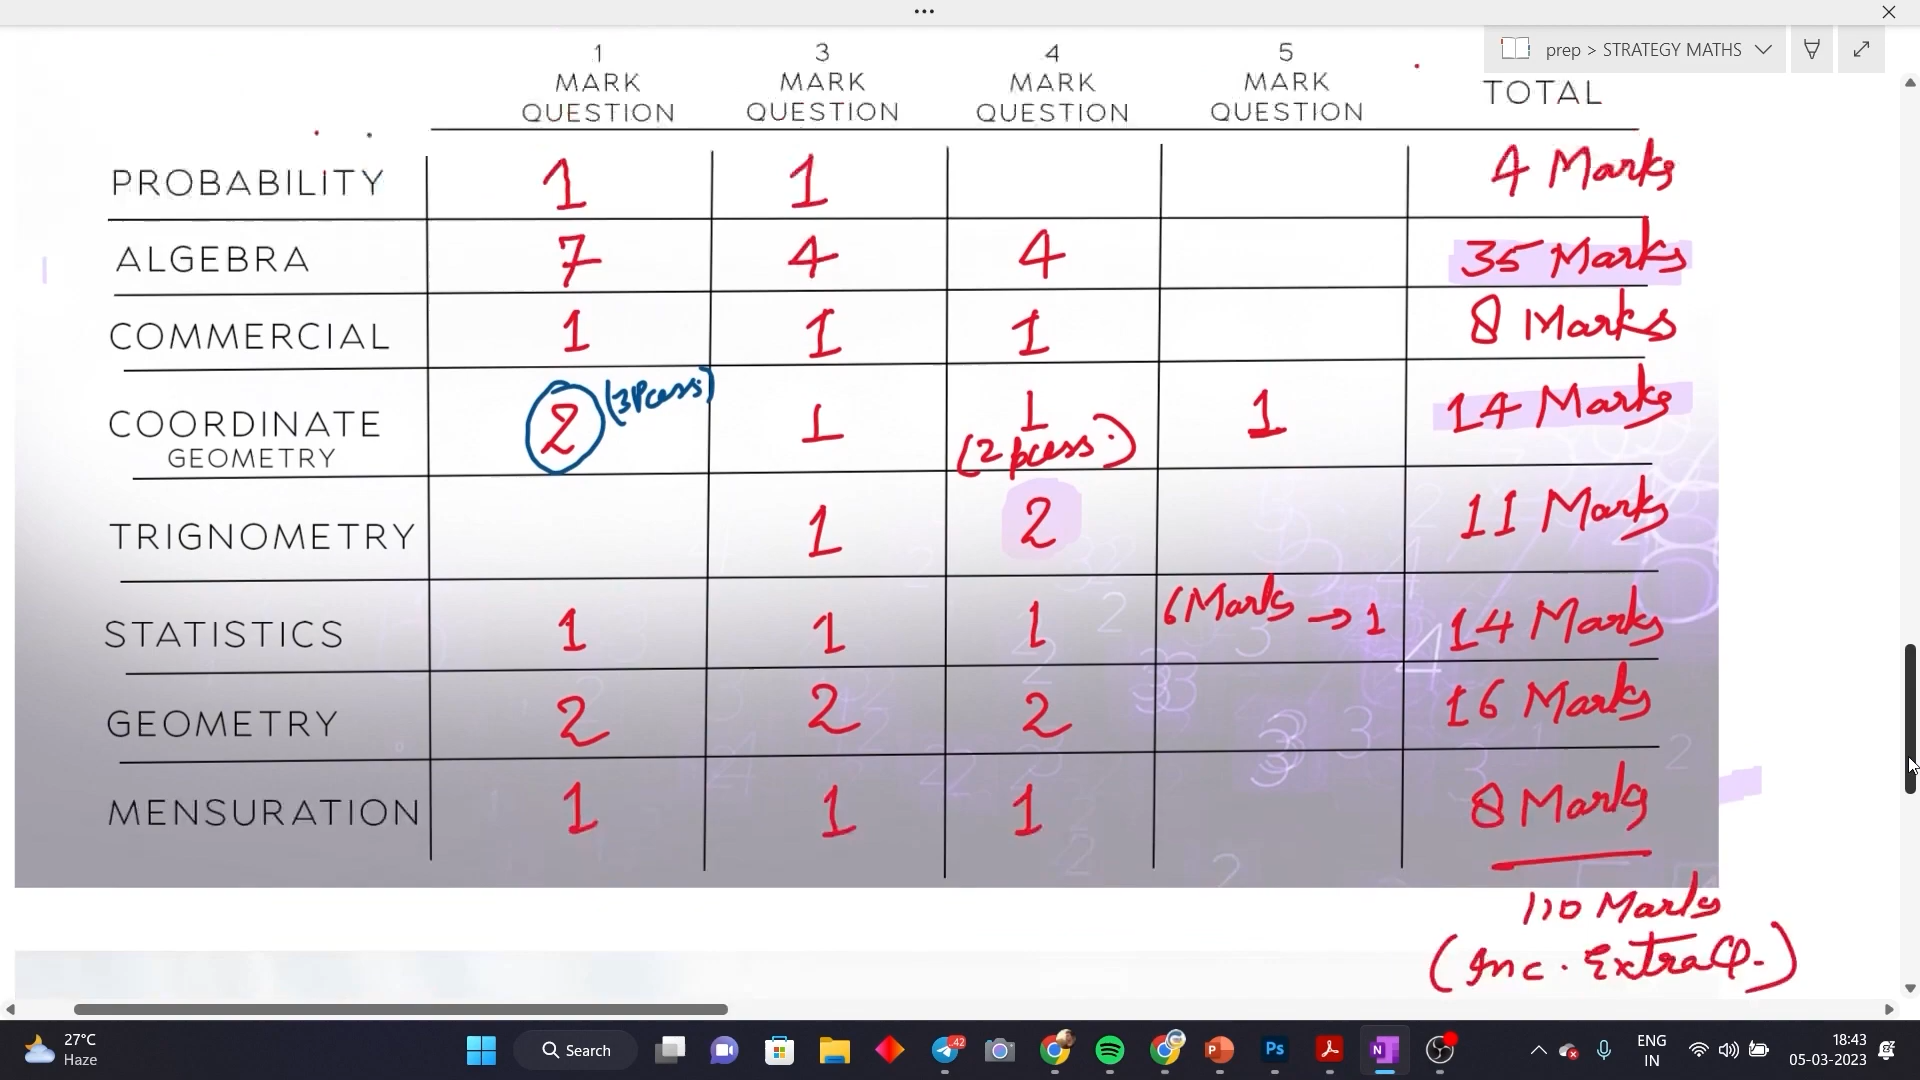 prep > STRATEGY MATHS
1 MARK QUESTION 3 MARK QUESTION 4 MARK QUESTION 5 MARK QUESTION TOTAL
PROBABILITY 1 1 4 Marks
ALGEBRA 7 4 4 35 Marks
COMMERCIAL 1 1 1 8 Marks
COORDINATE GEOMETRY 2 (3Pcess.) 1 1 (2 pcess.) 1 14 Marks
TRIGNOMETRY 1 2 11 Marks
STATISTICS 1 1 1 6 Marks → 1 14 Marks
GEOMETRY 2 2 2 16 Marks
MENSURATION 1 1 1 8 Marks
110 Marks
(Inc. Extra Q.)
27°C
Haze
Search
42
ENG
IN
18:43
05-03-2023